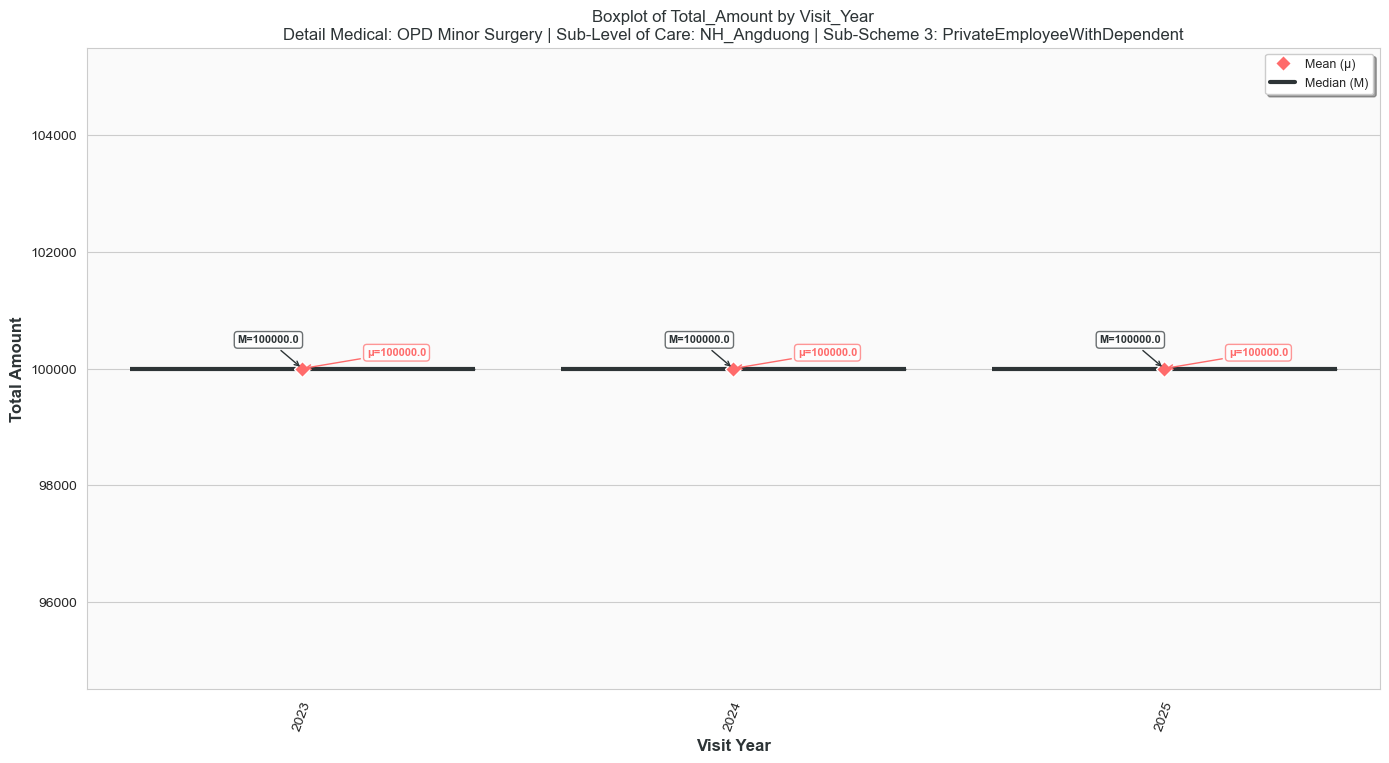 Boxplot of Total_Amount by Visit_Year
Detail Medical: OPD Minor Surgery | Sub-Level of Care: NH_Angduong | Sub-Scheme 3: PrivateEmployeeWithDependent
Mean (μ)
Median (M)
104000
102000
100000
98000
96000
Total Amount
M=100000.0
μ=100000.0
M=100000.0
μ=100000.0
M=100000.0
μ=100000.0
2023
2024
2025
Visit Year